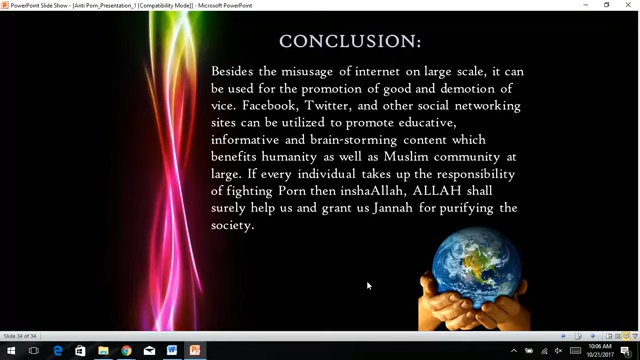 PowerPoint Slide Show - [Anti Porn_Presentation_1 [Compatibility Mode]] - Microsoft PowerPoint
CONCLUSION:
Besides the misusage of internet on large scale, it can
be used for the promotion of good and demotion of
vice. Facebook, Twitter, and other social networking
sites can be utilized to promote educative,
informative and brain-storming content which
benefits humanity as well as Muslim community at
large. If every individual takes up the responsibility
of fighting Porn then inshaAllah, ALLAH shall
surely help us and grant us Jannah for purifying the
society.
Slide 34 of 34
10:06 AM
10/21/2017